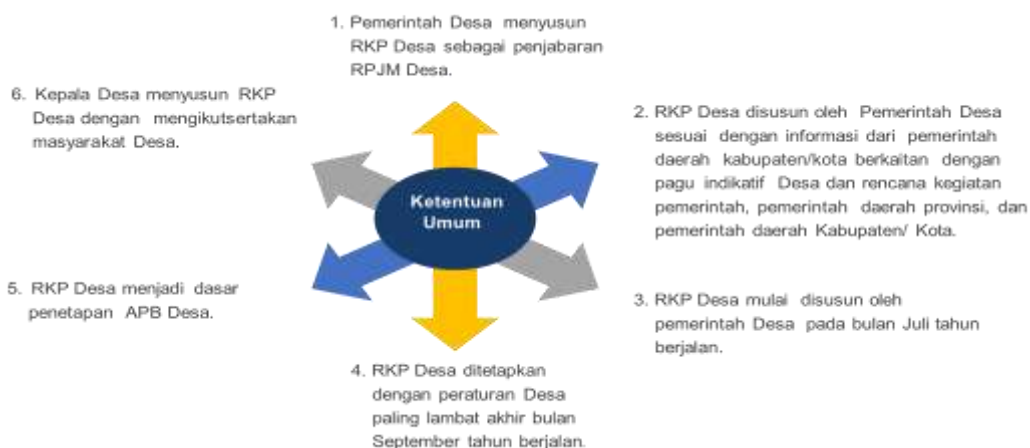 1. Pemerintah Desa menyusun
RKP Desa sebagai penjabaran
RPJM Desa.
2. RKP Desa disusun oleh Pemerintah Desa
sesuai dengan informasi dari pemerintah
daerah kabupaten/kota berkaitan dengan
pagu indikatif Desa dan rencana kegiatan
pemerintah, pemerintah daerah provinsi, dan
pemerintah daerah Kabupaten/ Kota.
3. RKP Desa mulai disusun oleh
pemerintah Desa pada bulan Juli tahun
berjalan.
4. RKP Desa ditetapkan
dengan peraturan Desa
paling lambat akhir bulan
September tahun berjalan.
5. RKP Desa menjadi dasar
penetapan APB Desa.
6. Kepala Desa menyusun RKP
Desa dengan mengikutsertakan
masyarakat Desa.
Ketentuan
Umum